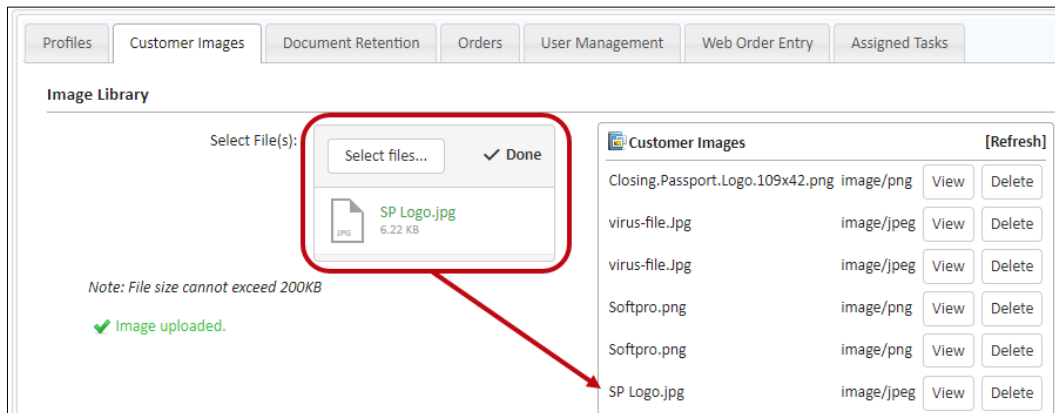 Profiles Customer Images Document Retention Orders User Management Web Order Entry Assigned Tasks
Image Library
Select File(s):
Select files... Done
JPG
SP Logo.jpg
6.22 KB
Note: File size cannot exceed 200KB
Image uploaded.
Customer Images [Refresh]
Closing.Passport.Logo.109x42.png image/png View Delete
virus-file.Jpg image/jpeg View Delete
virus-file.Jpg image/jpeg View Delete
Softpro.png image/png View Delete
Softpro.png image/png View Delete
SP Logo.jpg image/jpeg View Delete